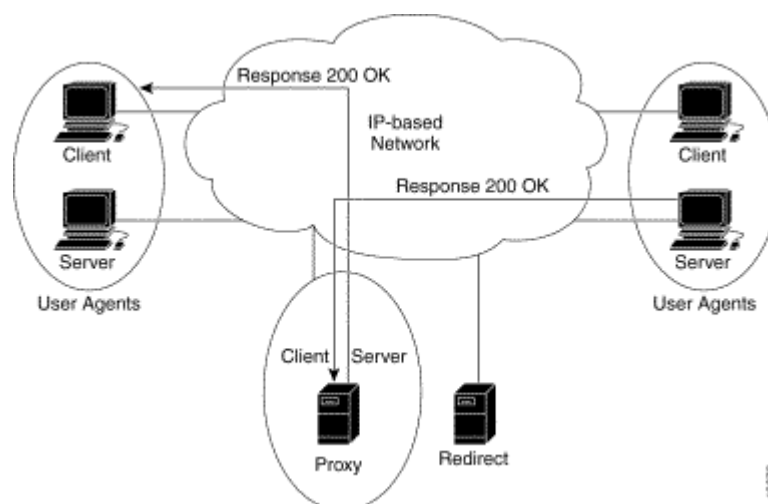 Response 200 OK
IP-based
Network
Client
Client
Response 200 OK
Server
Server
User Agents
User Agents
Client
Server
Proxy
Redirect